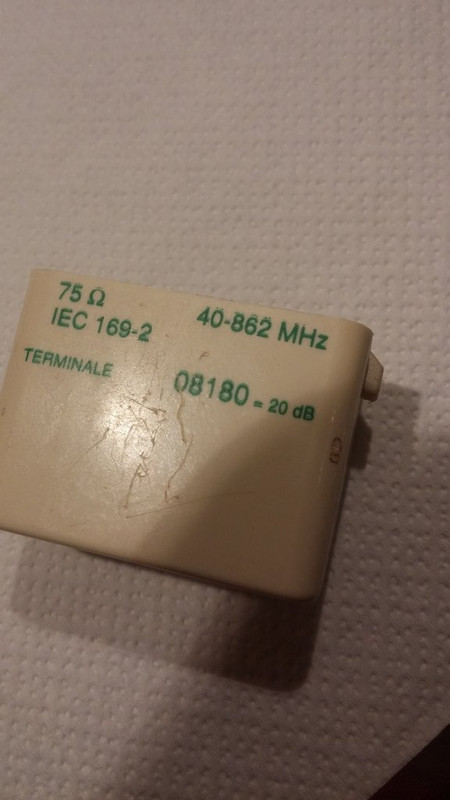 75 Ω 40-862 MHz
IEC 169-2
TERMINALE 08180 = 20 dB